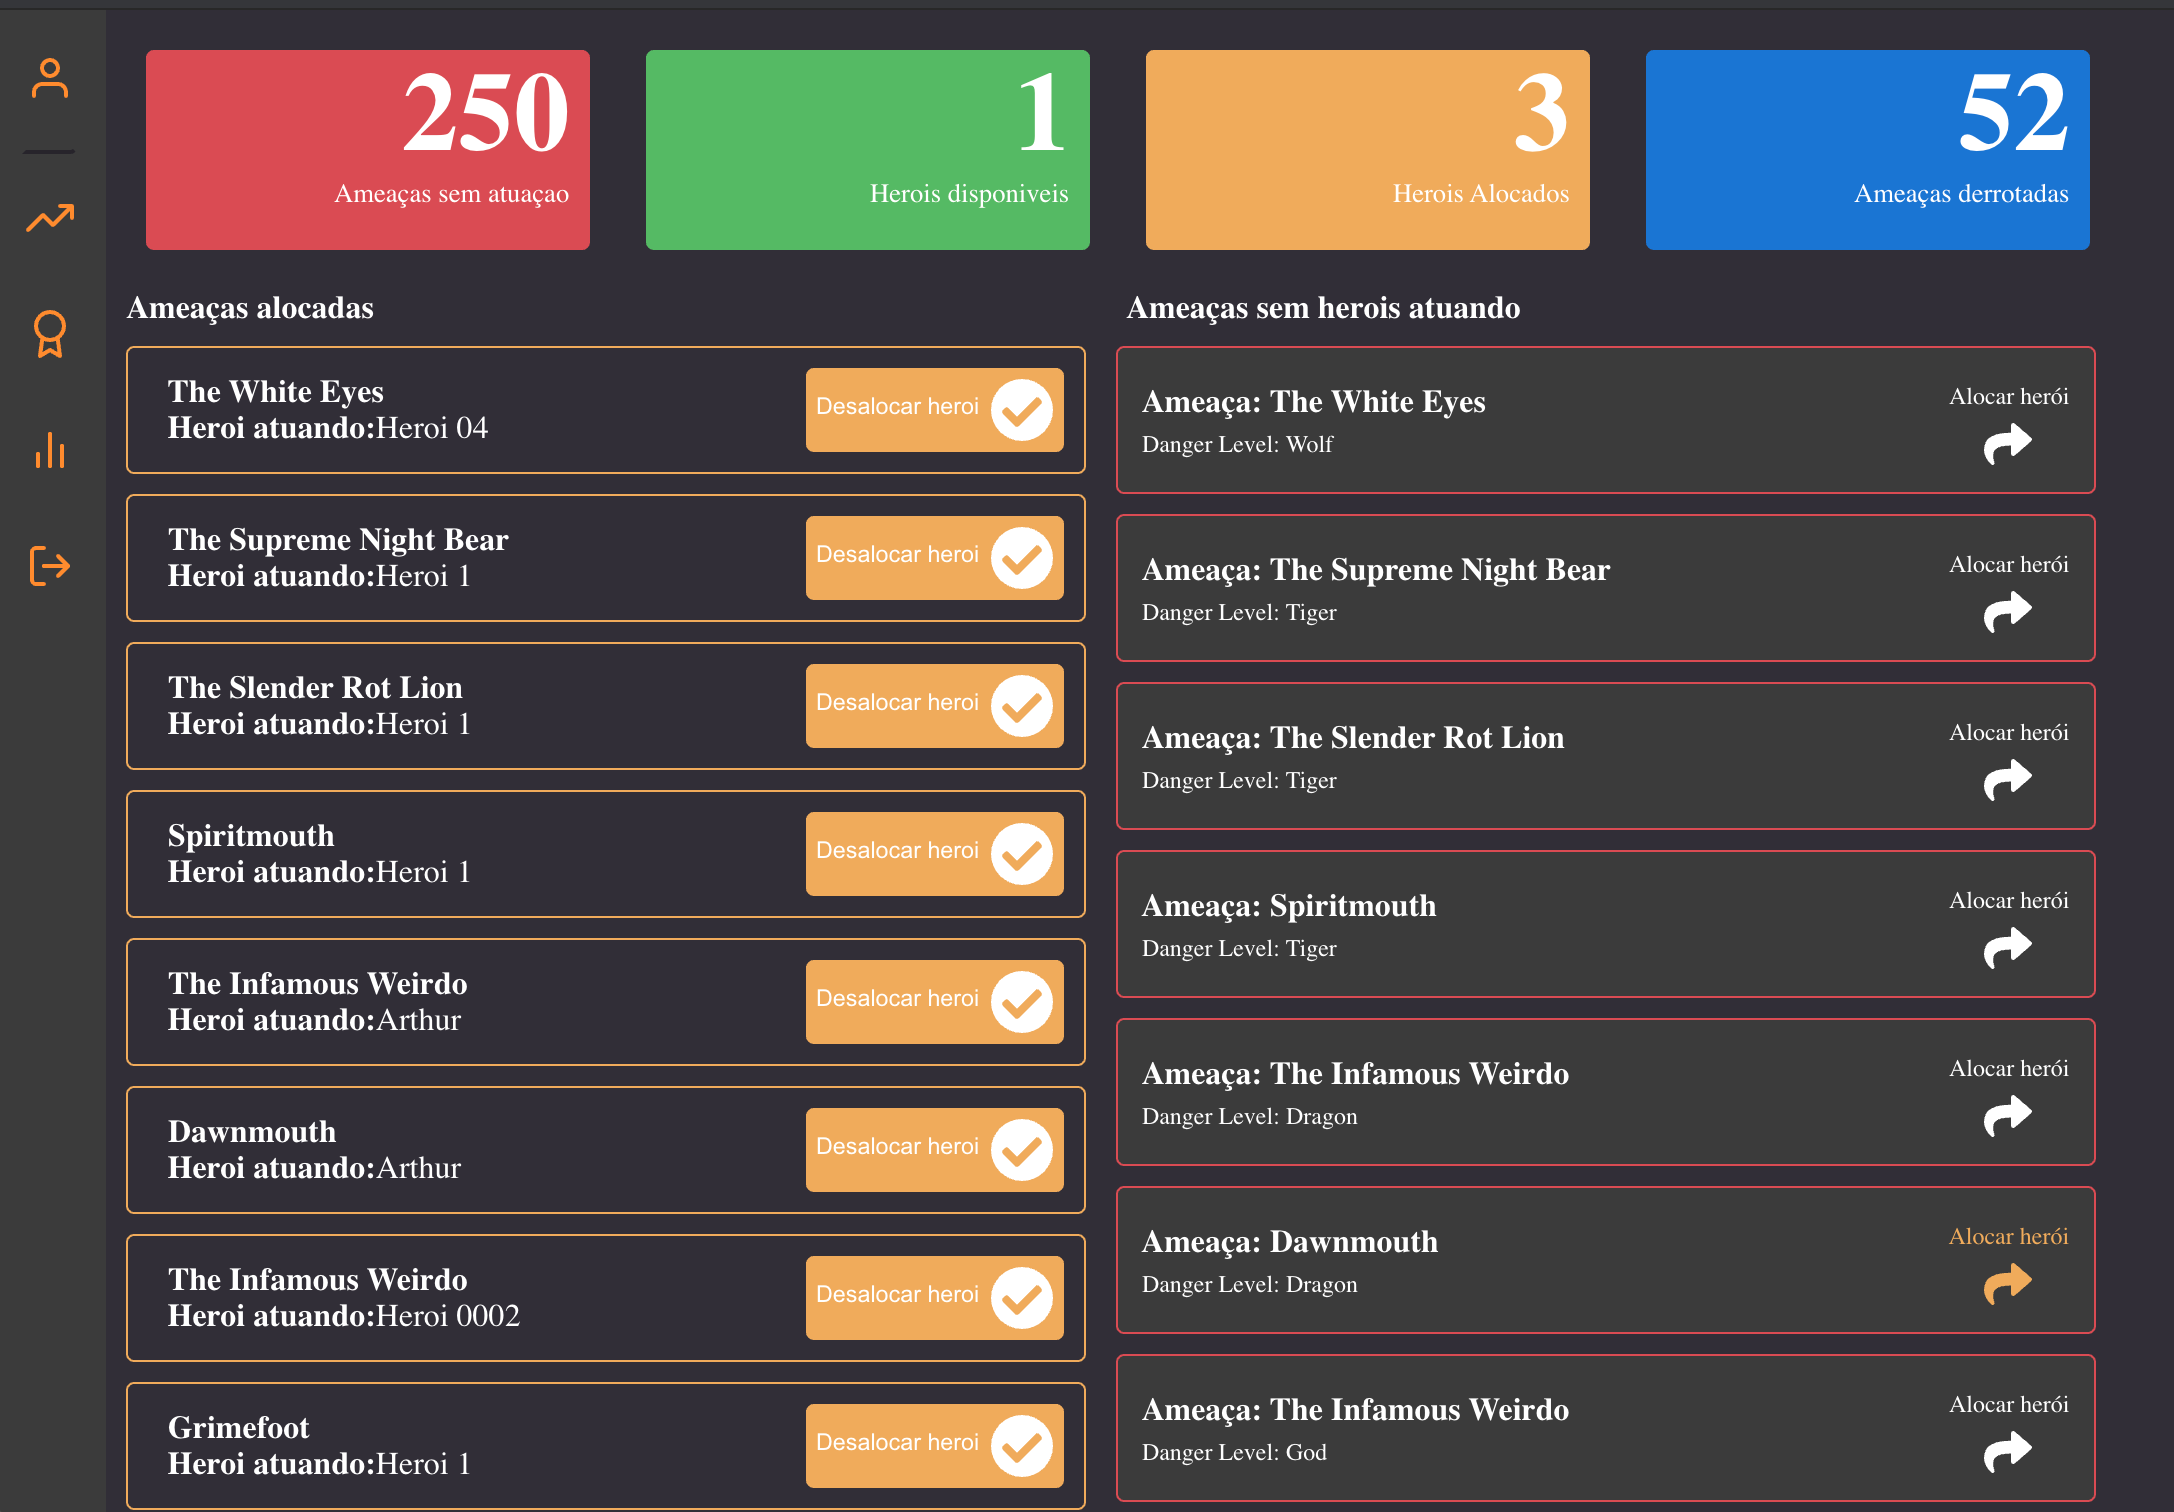 250
Ameaças sem atuaçao
1
Herois disponiveis
3
Herois Alocados
52
Ameaças derrotadas
Ameaças alocadas
The White Eyes
Heroi atuando:Heroi 04
Desalocar heroi
The Supreme Night Bear
Heroi atuando:Heroi 1
Desalocar heroi
The Slender Rot Lion
Heroi atuando:Heroi 1
Desalocar heroi
Spiritmouth
Heroi atuando:Heroi 1
Desalocar heroi
The Infamous Weirdo
Heroi atuando:Arthur
Desalocar heroi
Dawnmouth
Heroi atuando:Arthur
Desalocar heroi
The Infamous Weirdo
Heroi atuando:Heroi 0002
Desalocar heroi
Grimefoot
Heroi atuando:Heroi 1
Desalocar heroi
Ameaças sem herois atuando
Ameaça: The White Eyes
Danger Level: Wolf
Alocar herói
Ameaça: The Supreme Night Bear
Danger Level: Tiger
Alocar herói
Ameaça: The Slender Rot Lion
Danger Level: Tiger
Alocar herói
Ameaça: Spiritmouth
Danger Level: Tiger
Alocar herói
Ameaça: The Infamous Weirdo
Danger Level: Dragon
Alocar herói
Ameaça: Dawnmouth
Danger Level: Dragon
Alocar herói
Ameaça: The Infamous Weirdo
Danger Level: God
Alocar herói